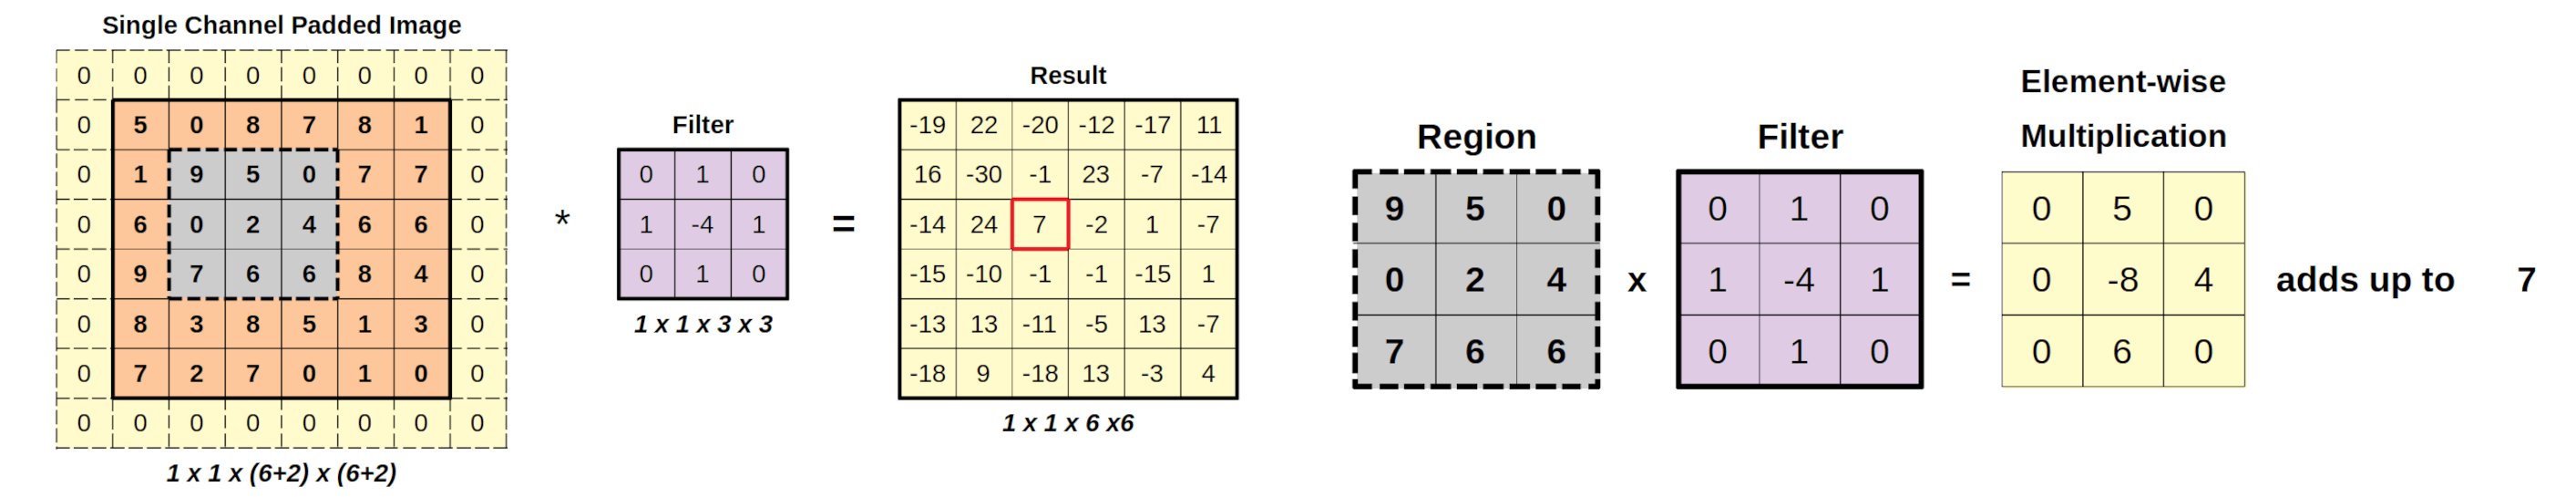 Single Channel Padded Image
0 0 0 0 0 0 0 0
0 5 0 8 7 8 1 0
0 1 9 5 0 7 7 0
0 6 0 2 4 6 6 0
0 9 7 6 6 8 4 0
0 8 3 8 5 1 3 0
0 7 2 7 0 1 0 0
0 0 0 0 0 0 0 0
1 x 1 x (6+2) x (6+2)
*
Filter
0 1 0
1 -4 1
0 1 0
1 x 1 x 3 x 3
=
Result
-19 22 -20 -12 -17 11
16 -30 -1 23 -7 -14
-14 24 7 -2 1 -7
-15 -10 -1 -1 -15 1
-13 13 -11 -5 13 -7
-18 9 -18 13 -3 4
1 x 1 x 6 x6
Region
9 5 0
0 2 4
7 6 6
x
Filter
0 1 0
1 -4 1
0 1 0
=
Element-wise
Multiplication
0 5 0
0 -8 4
0 6 0
adds up to 7